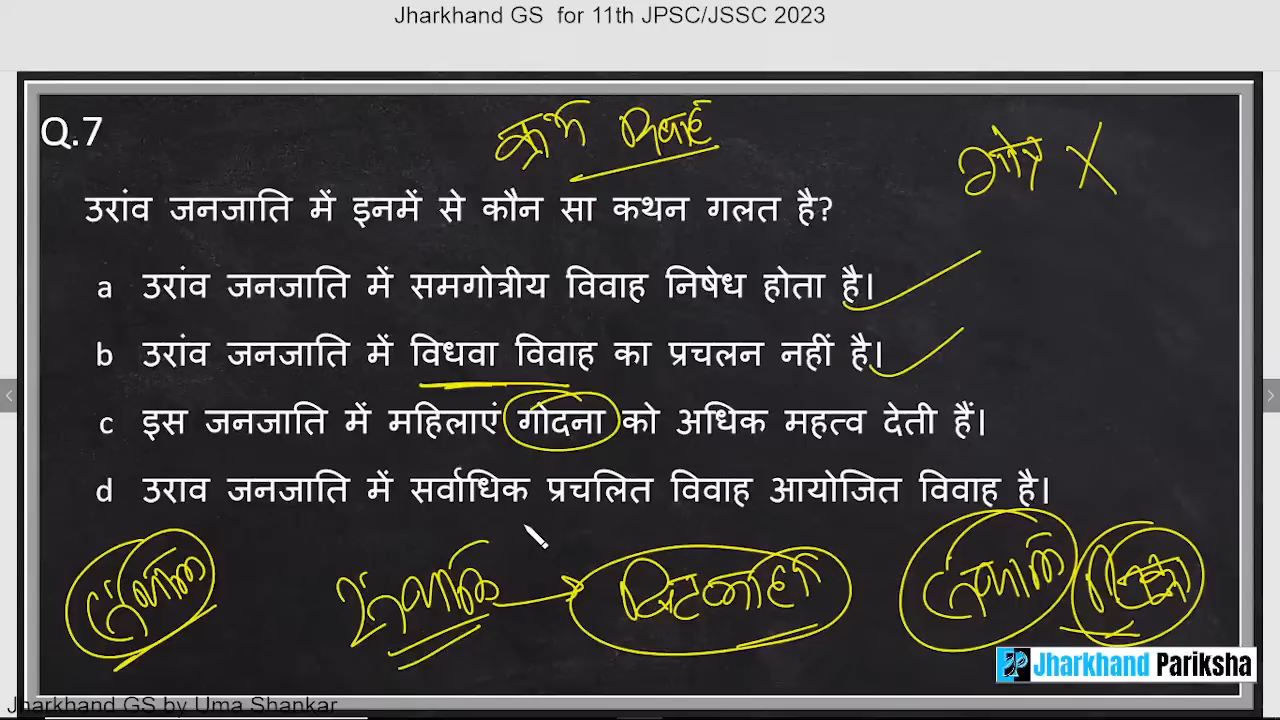 Jharkhand GS for 11th JPSC/JSSC 2023
Q.7
विवाह
गोत्र X
उरांव जनजाति में इनमें से कौन सा कथन गलत है?
a उरांव जनजाति में समगोत्रीय विवाह निषेध होता है।
b उरांव जनजाति में विधवा विवाह का प्रचलन नहीं है।
c इस जनजाति में महिलाएं गोदना को अधिक महत्व देती हैं।
d उराव जनजाति में सर्वाधिक प्रचलित विवाह आयोजित विवाह है।
Jharkhand Pariksha
Jharkhand GS by Uma Shankar